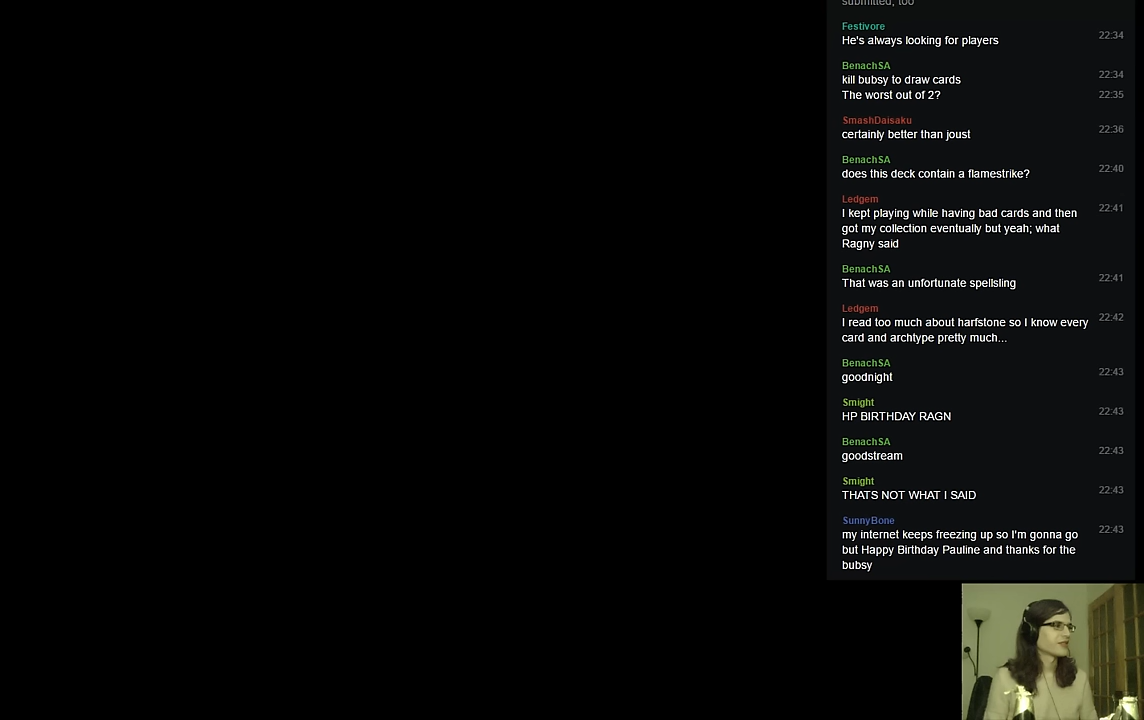 submitted, too
Festivore
He's always looking for players
22:34
BenachSA
kill bubsy to draw cards
22:34
The worst out of 2?
22:35
SmashDaisaku
certainly better than joust
22:36
BenachSA
does this deck contain a flamestrike?
22:40
Ledgem
I kept playing while having bad cards and then
22:41
got my collection eventually but yeah; what
Ragny said
BenachSA
That was an unfortunate spellsling
22:41
Ledgem
I read too much about harfstone so I know every
22:42
card and archtype pretty much...
BenachSA
goodnight
22:43
Smight
HP BIRTHDAY RAGN
22:43
BenachSA
goodstream
22:43
Smight
THATS NOT WHAT I SAID
22:43
SunnyBone
my internet keeps freezing up so I'm gonna go
22:43
but Happy Birthday Pauline and thanks for the
bubsy